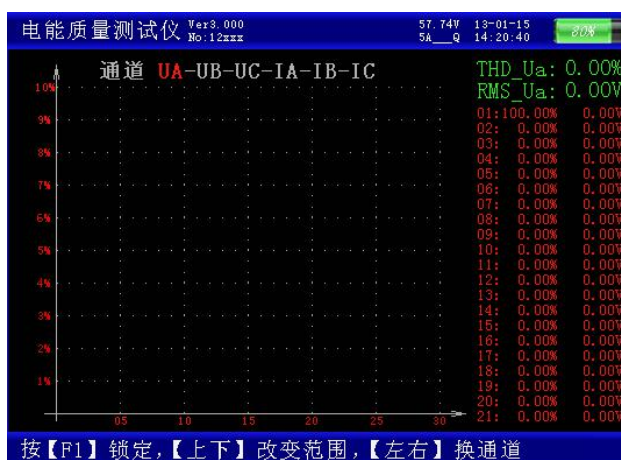 电能质量测试仪 Ver3.000 57.74V 13-01-15 80%
No:12xxx 5A__Q 14:20:40
通道 UA-UB-UC-IA-IB-IC
THD_Ua: 0.00%
RMS_Ua: 0.00V
10%
9%
8%
7%
6%
5%
4%
3%
2%
1%
05 10 15 20 25 30
01:100.00% 0.00V
02: 0.00% 0.00V
03: 0.00% 0.00V
04: 0.00% 0.00V
05: 0.00% 0.00V
06: 0.00% 0.00V
07: 0.00% 0.00V
08: 0.00% 0.00V
09: 0.00% 0.00V
10: 0.00% 0.00V
11: 0.00% 0.00V
12: 0.00% 0.00V
13: 0.00% 0.00V
14: 0.00% 0.00V
15: 0.00% 0.00V
16: 0.00% 0.00V
17: 0.00% 0.00V
18: 0.00% 0.00V
19: 0.00% 0.00V
20: 0.00% 0.00V
21: 0.00% 0.00V
按【F1】锁定,【上下】改变范围,【左右】换通道